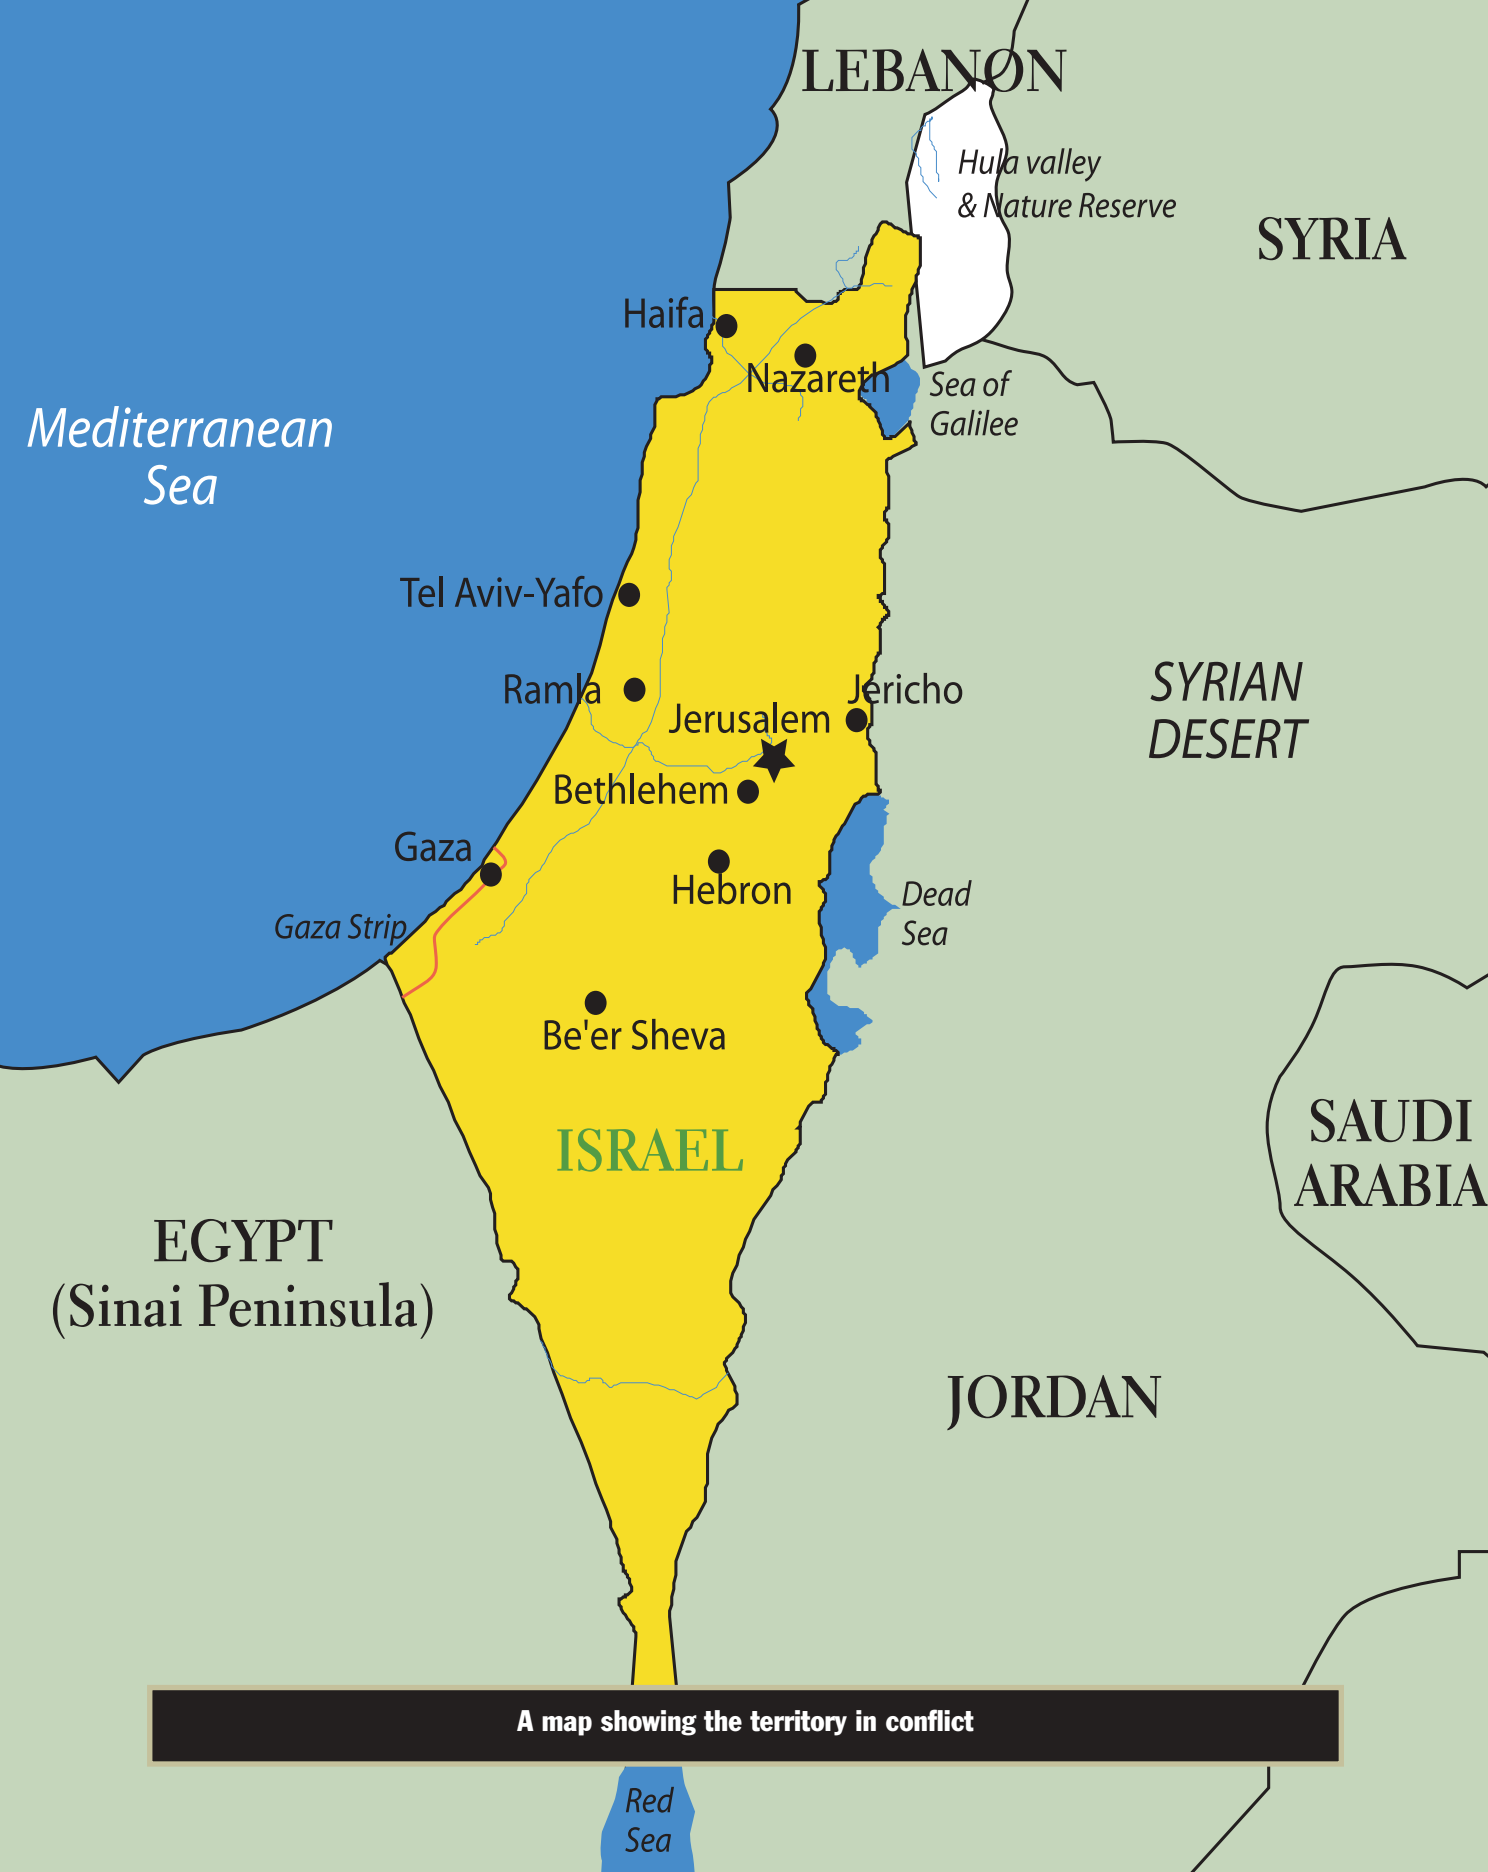 LEBANON
Hula valley
& Nature Reserve
SYRIA
Haifa
Nazareth
Sea of
Galilee
Mediterranean
Sea
Tel Aviv-Yafo
Ramla
Jericho
Jerusalem
SYRIAN
DESERT
Bethlehem
Gaza
Hebron
Dead
Sea
Gaza Strip
Be'er Sheva
ISRAEL
SAUDI
ARABIA
EGYPT
(Sinai Peninsula)
JORDAN
A map showing the territory in conflict
Red
Sea